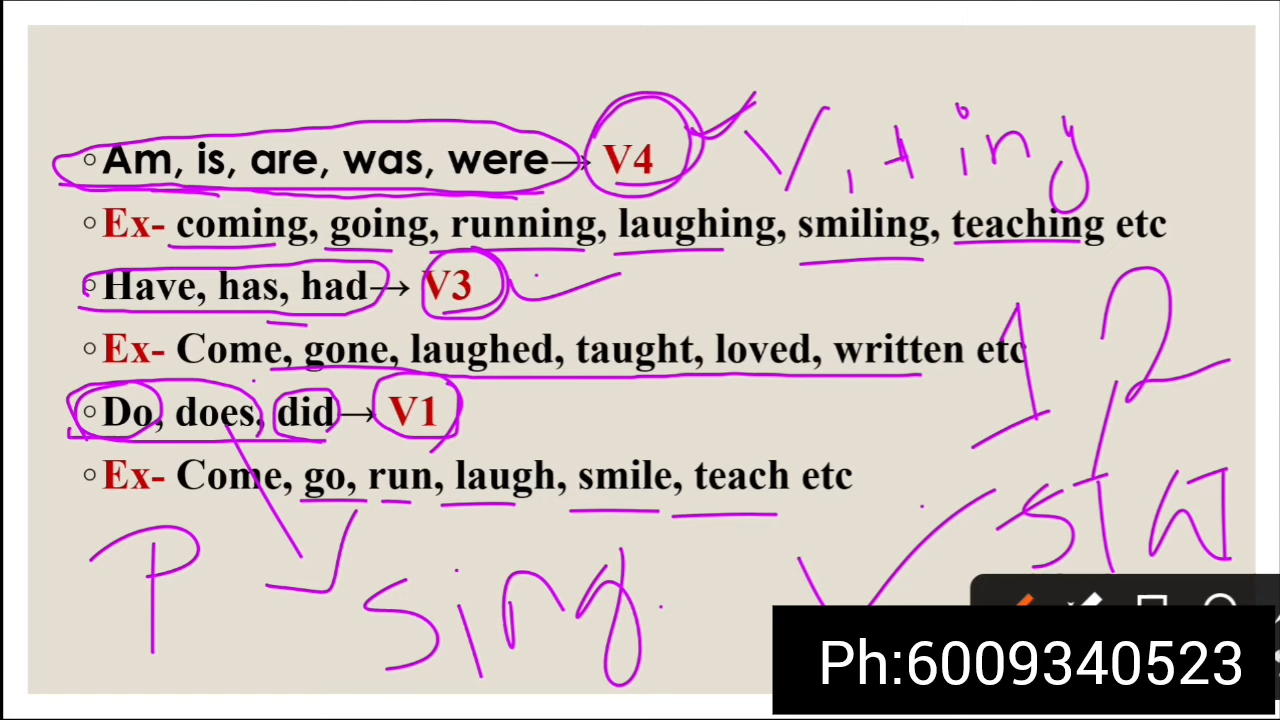 ◦Am, is, are, was, were→ V4 V1 + ing
◦Ex- coming, going, running, laughing, smiling, teaching etc
◦Have, has, had→ V3
◦Ex- Come, gone, laughed, taught, loved, written etc
◦Do, does, did→ V1
◦Ex- Come, go, run, laugh, smile, teach etc
1 2
P sing.
Ph:6009340523